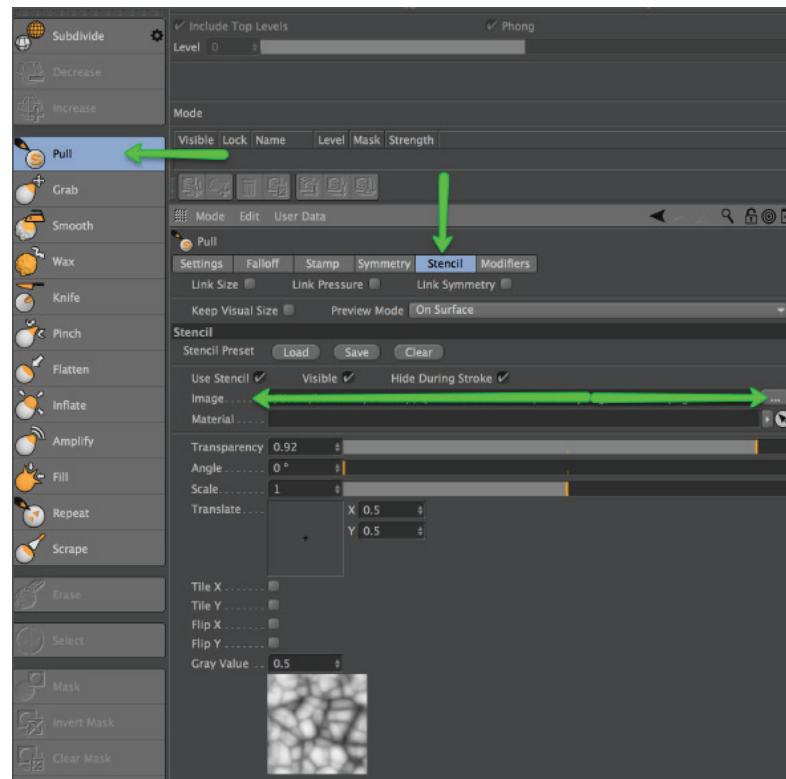 Subdivide
Decrease
Increase
Pull
Grab
Smooth
Wax
Knife
Pinch
Flatten
Inflate
Amplify
Fill
Repeat
Scrape
Erase
Select
Mask
Invert Mask
Clear Mask
Include Top Levels Phong
Level 0
Mode
Visible Lock Name Level Mask Strength
Mode Edit User Data
Pull
Settings Falloff Stamp Symmetry Stencil Modifiers
Link Size Link Pressure Link Symmetry
Keep Visual Size Preview Mode On Surface
Stencil
Stencil Preset Load Save Clear
Use Stencil Visible Hide During Stroke
Image . . . . . ...
Material . . . . .
Transparency 0.92
Angle . . . . . . . 0 °
Scale . . . . . . . 1
Translate . . . . X 0.5
Y 0.5
Tile X . . . . . . .
Tile Y . . . . . . .
Flip X . . . . . . .
Flip Y . . . . . . .
Gray Value . . 0.5